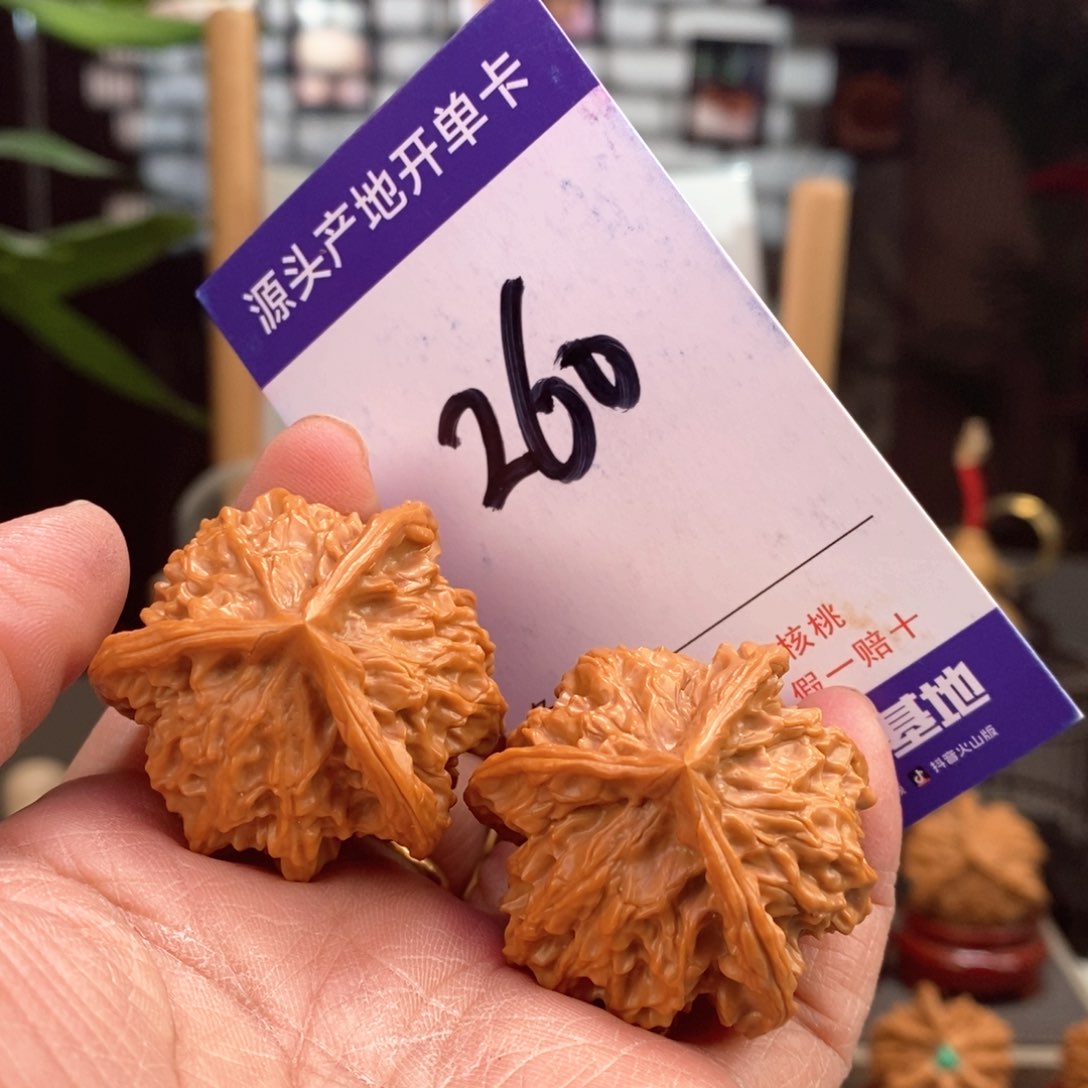 源头产地开单卡
260
核桃
假一赔十
基地
抖音火山版